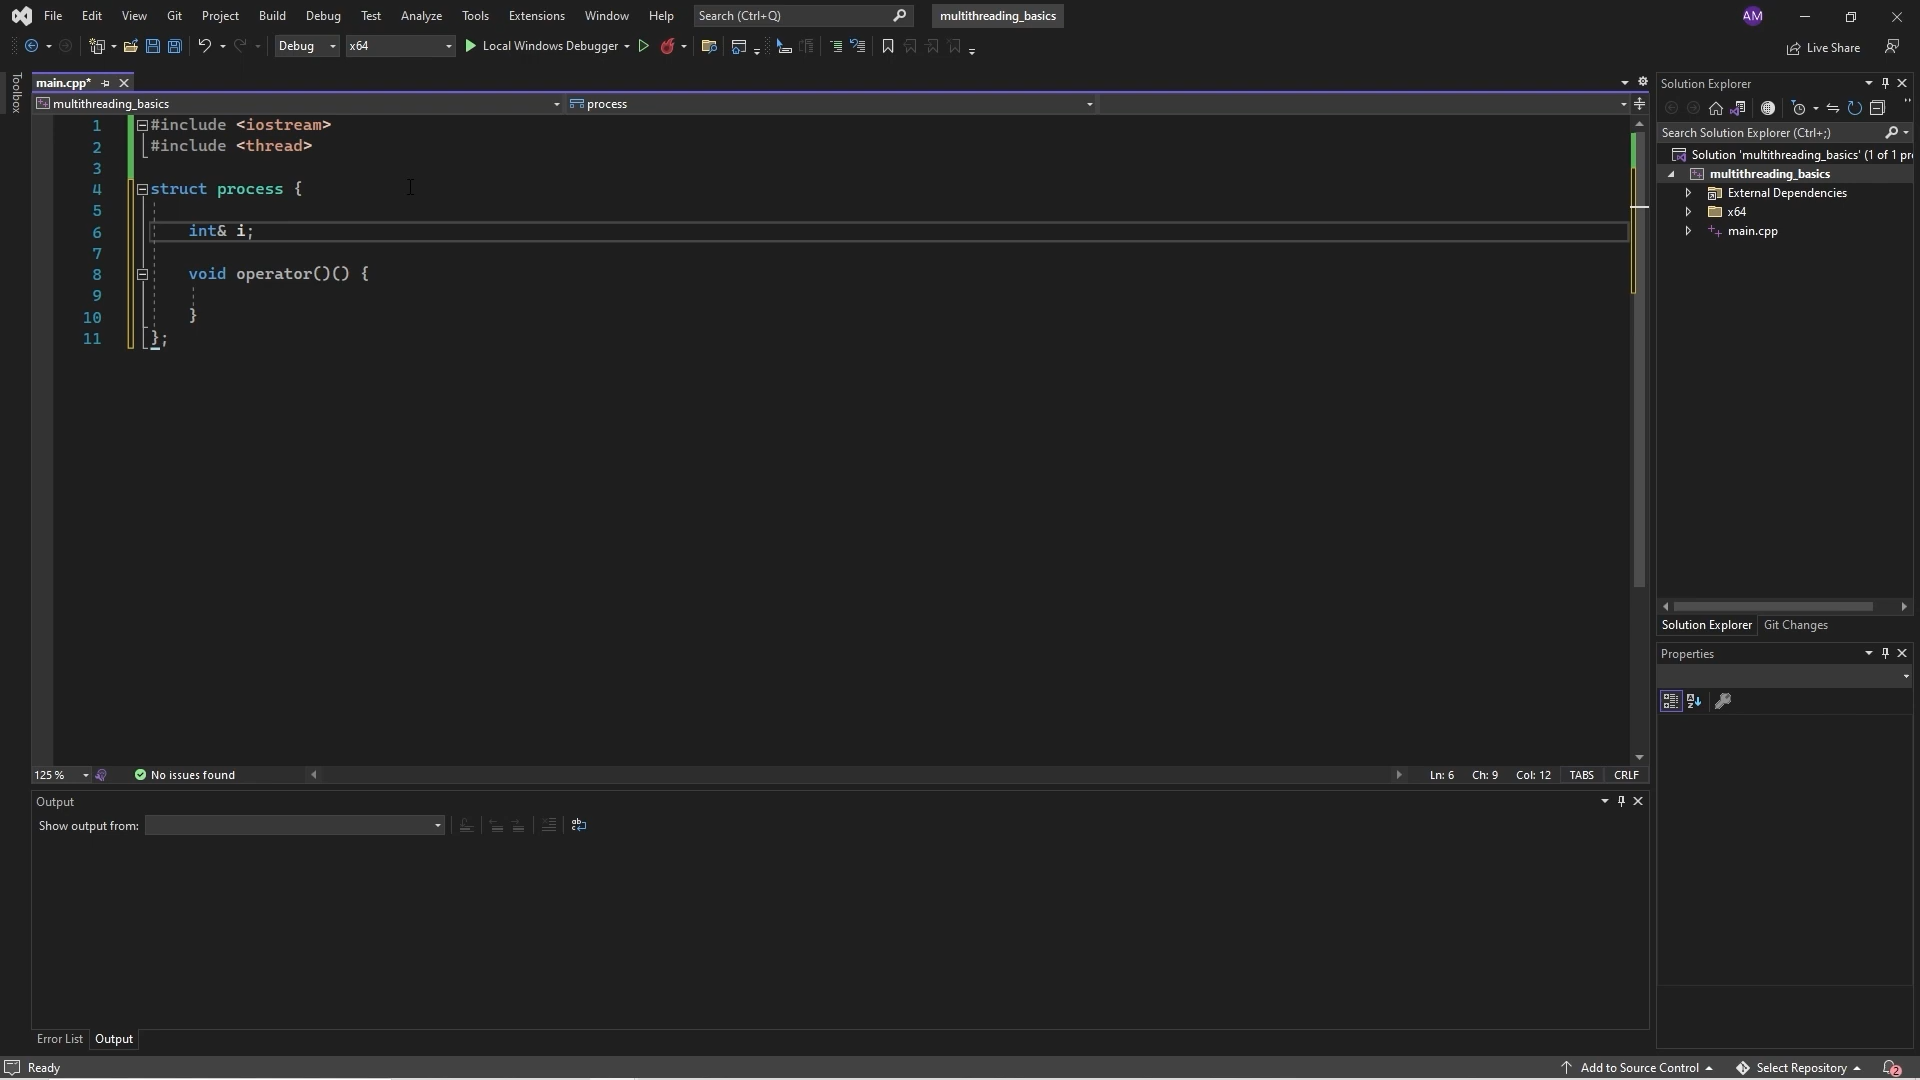 File Edit View Git Project Build Debug Test Analyze Tools Extensions Window Help Search (Ctrl+Q) multithreading_basics AM
Debug x64 Local Windows Debugger Live Share
Toolbox
main.cpp*
multithreading_basics process
1 #include <iostream>
2 #include <thread>
3
4 struct process {
5
6 int& i;
7
8 void operator()() {
9
10 }
11 };
125 % No issues found Ln: 6 Ch: 9 Col: 12 TABS CRLF
Output
Show output from:
Error List Output
Solution Explorer
Search Solution Explorer (Ctrl+;)
Solution 'multithreading_basics' (1 of 1 pr
multithreading_basics
External Dependencies
x64
main.cpp
Solution Explorer Git Changes
Properties
Ready Add to Source Control Select Repository 2